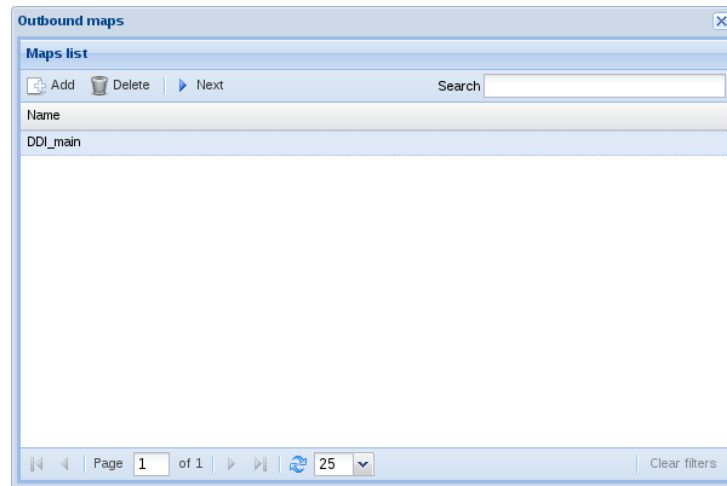 Outbound maps
Maps list
Add Delete Next Search
Name
DDI_main
Page 1 of 1 25 Clear filters